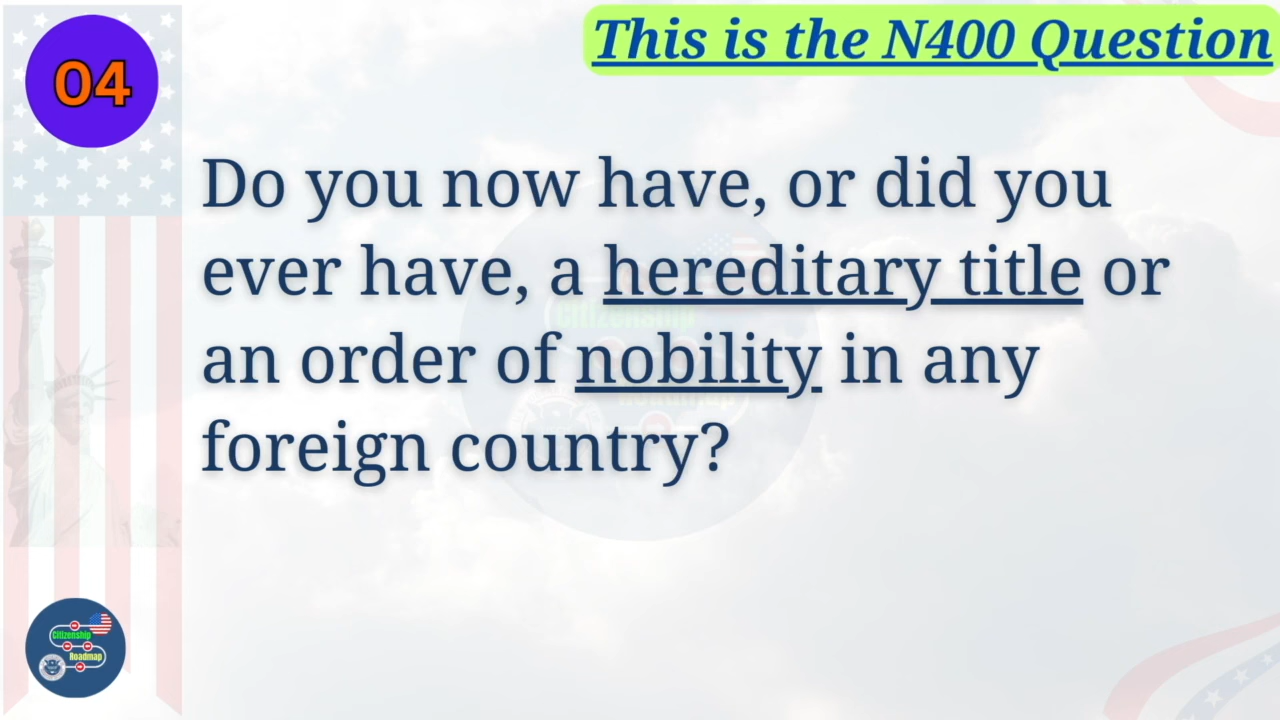 04
This is the N400 Question
Do you now have, or did you
ever have, a hereditary title or
an order of nobility in any
foreign country?
Citizenship
Roadmap